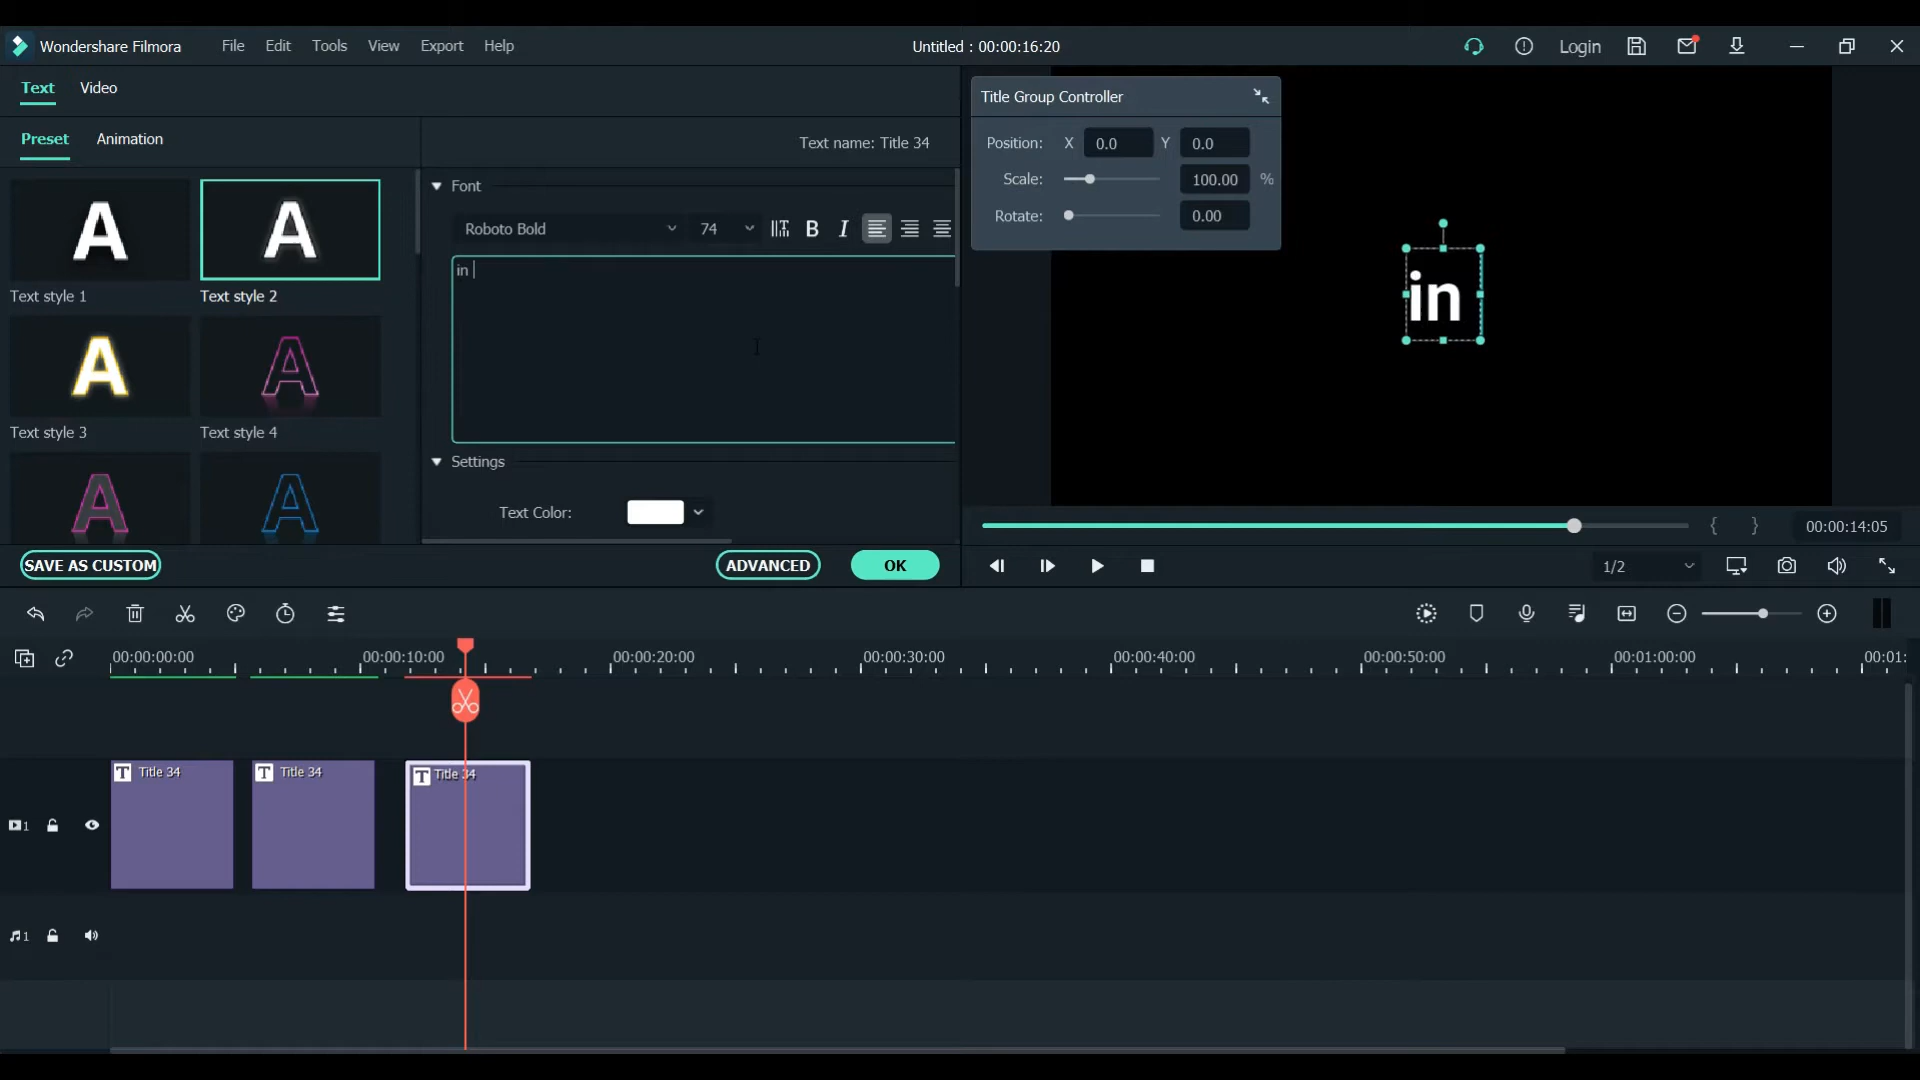 Wondershare Filmora File Edit Tools View Export Help Untitled : 00:00:16:20 Login
Text Video
Title Group Controller
Preset Animation
Text name: Title 34
Position: X 0.0 Y 0.0
Scale: 100.00 %
Rotate: 0.00
Font
Roboto Bold 74 B I
in
in
A A
Text style 1 Text style 2
A A
Text style 3 Text style 4
A A
Settings
Text Color:
{ } 00:00:14:05
SAVE AS CUSTOM ADVANCED OK
1/2
00:00:00:00 00:00:10:00 00:00:20:00 00:00:30:00 00:00:40:00 00:00:50:00 00:01:00:00 00:01:
T Title 34 T Title 34 T Title 34
1
1